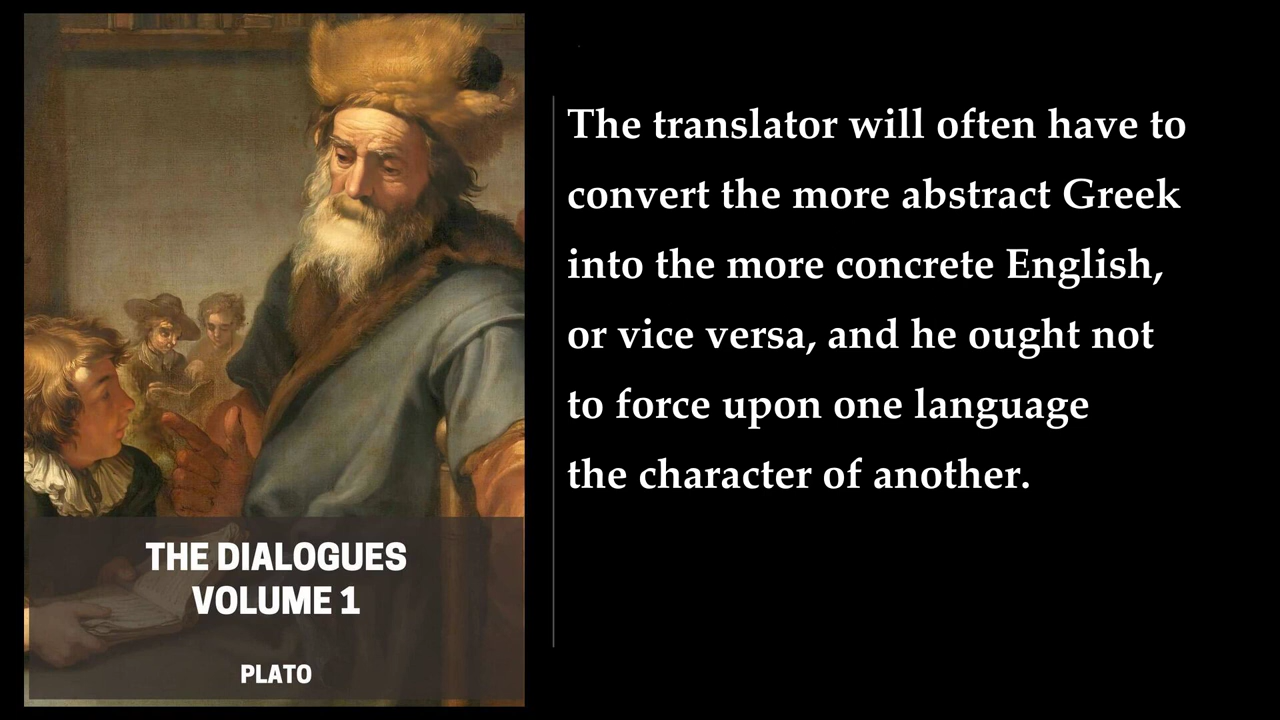 THE DIALOGUES
VOLUME 1
PLATO
The translator will often have to
convert the more abstract Greek
into the more concrete English,
or vice versa, and he ought not
to force upon one language
the character of another.